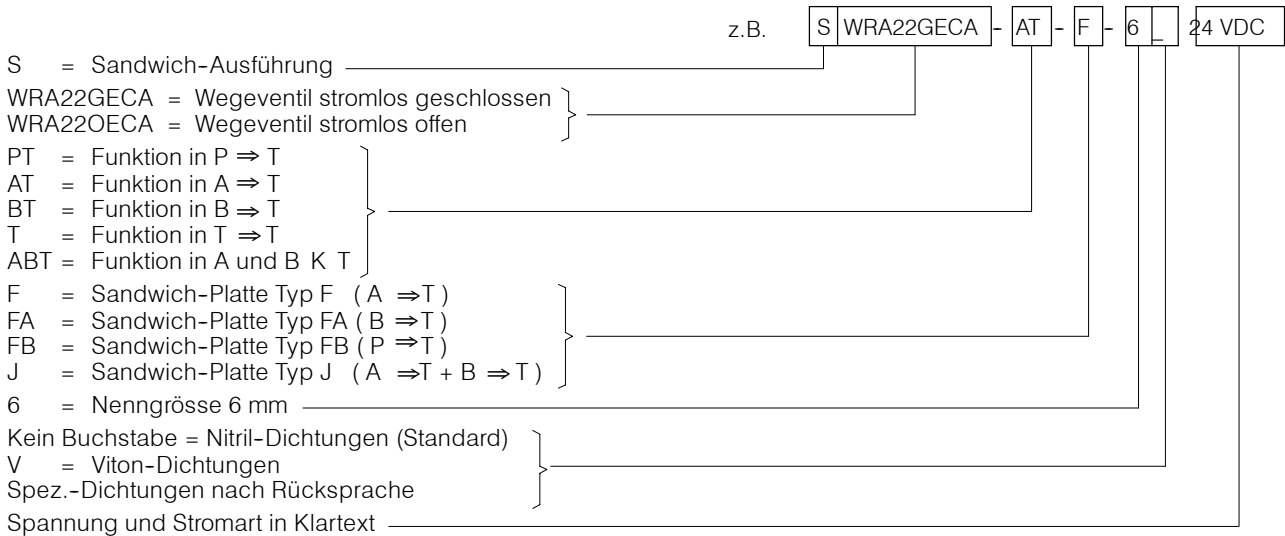 z.B. S WRA22GECA - AT - F - 6 _ 24 VDC
S = Sandwich-Ausführung
WRA22GECA = Wegeventil stromlos geschlossen
WRA22OECA = Wegeventil stromlos offen
PT = Funktion in P ⇒ T
AT = Funktion in A ⇒ T
BT = Funktion in B ⇒ T
T = Funktion in T ⇒ T
ABT = Funktion in A und B K T
F = Sandwich-Platte Typ F ( A ⇒ T )
FA = Sandwich-Platte Typ FA ( B ⇒ T )
FB = Sandwich-Platte Typ FB ( P ⇒ T )
J = Sandwich-Platte Typ J ( A ⇒ T + B ⇒ T )
6 = Nenngrösse 6 mm
Kein Buchstabe = Nitril-Dichtungen (Standard)
V = Viton-Dichtungen
Spez.-Dichtungen nach Rücksprache
Spannung und Stromart in Klartext